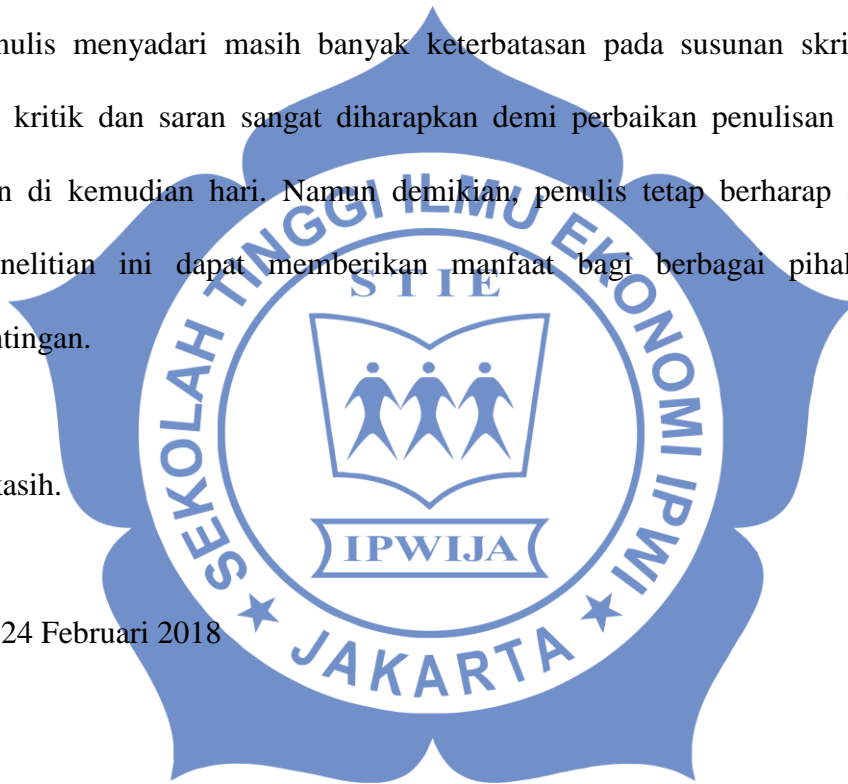 nulis menyadari masih banyak keterbatasan pada susunan skri
kritik dan saran sangat diharapkan demi perbaikan penulisan
n di kemudian hari. Namun demikian, penulis tetap berharap
nelitian ini dapat memberikan manfaat bagi berbagai pihak
ntingan.
kasih.
24 Februari 2018
SEKOLAH TINGGI ILMU EKONOMI IPWI
STIE
IPWIJA
JAKARTA